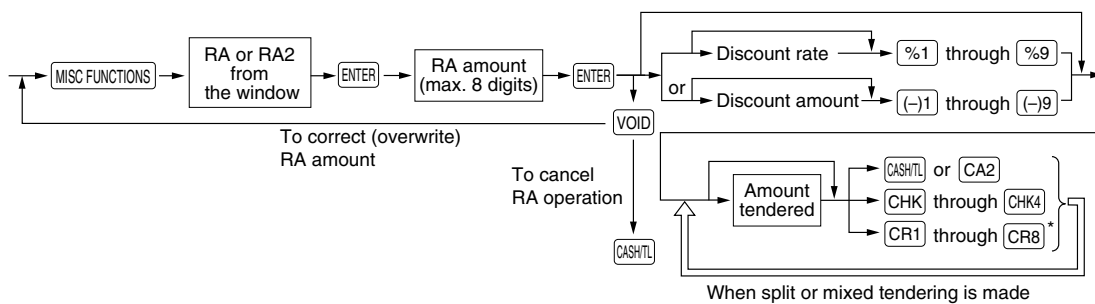 MISC FUNCTIONS
RA or RA2
from
the window
ENTER
RA amount
(max. 8 digits)
ENTER
Discount rate
%1 through %9
or
Discount amount
(–)1 through (–)9
VOID
To correct (overwrite)
RA amount
To cancel
RA operation
CASH/TL
Amount
tendered
CASH/TL or CA2
CHK through CHK4
CR1 through CR8 *
When split or mixed tendering is made